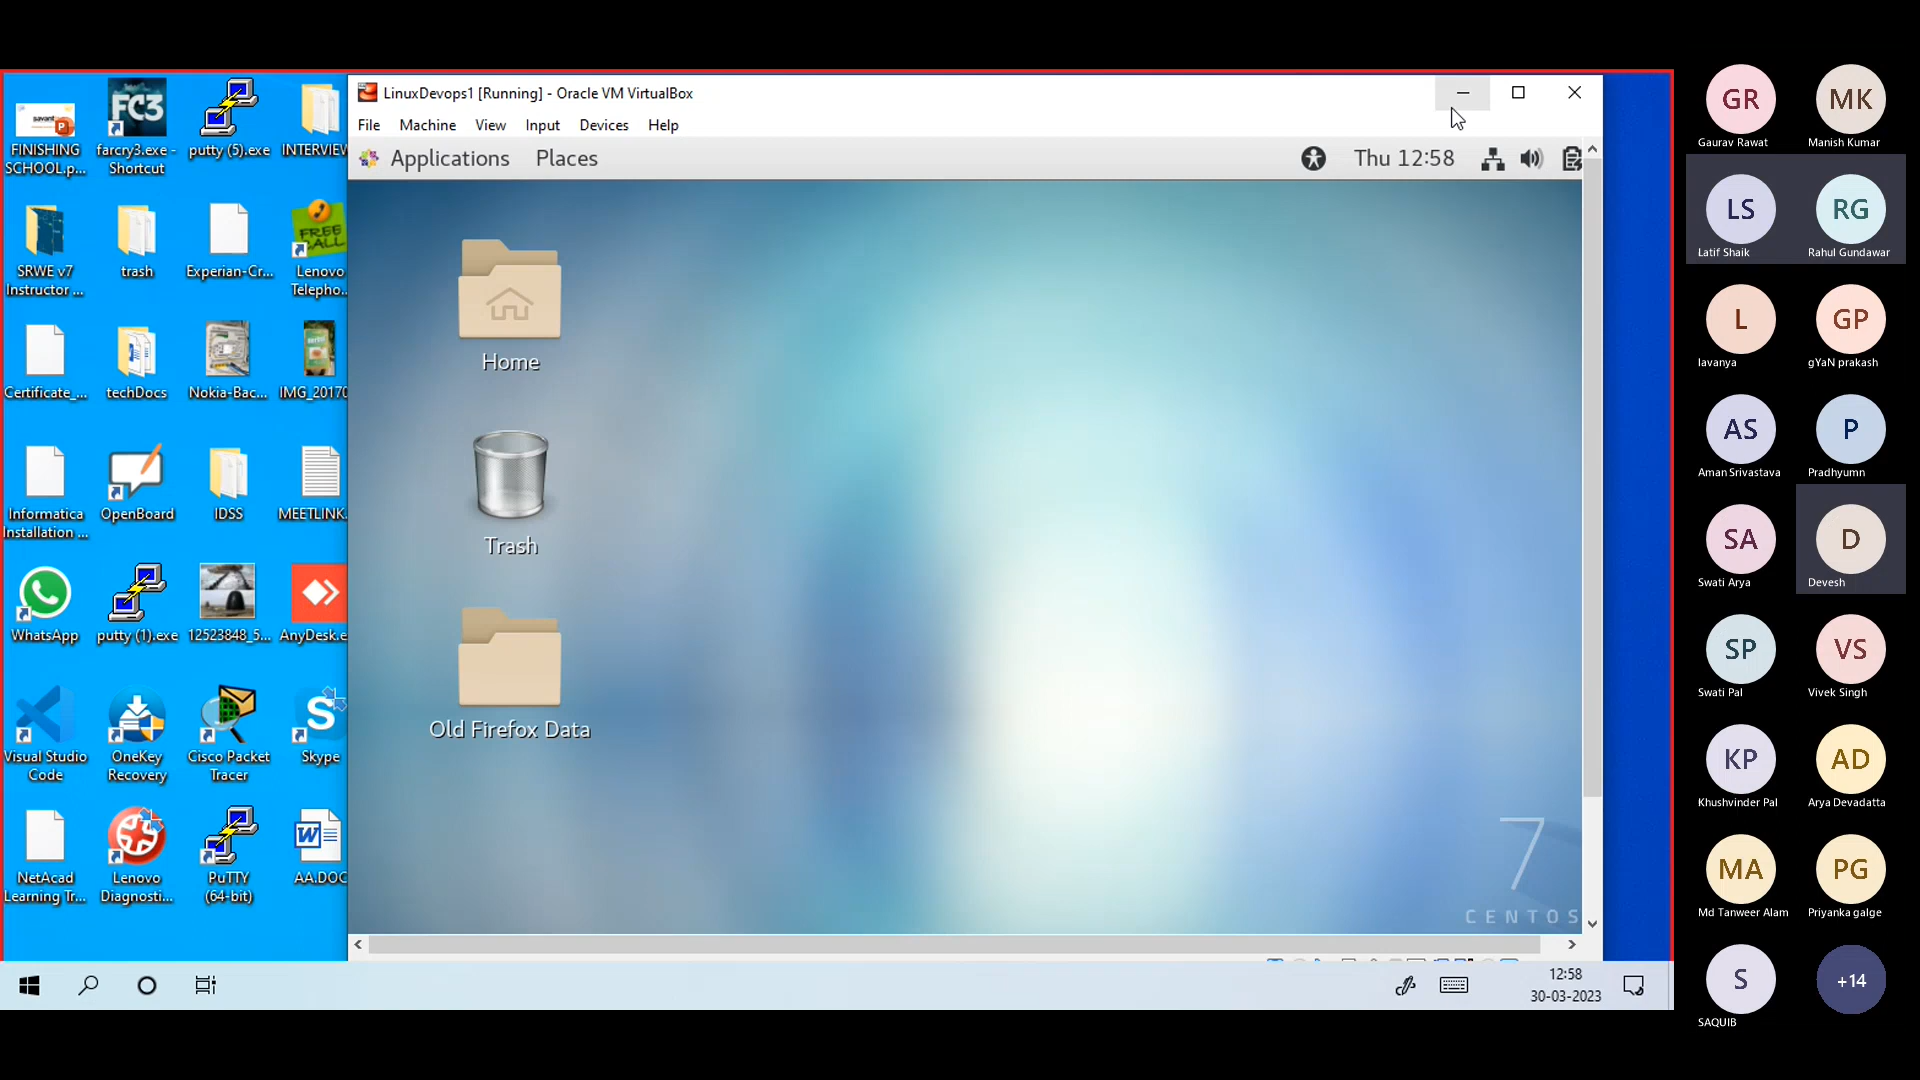 LinuxDevops1 [Running] - Oracle VM VirtualBox
File Machine View Input Devices Help
Applications Places
Thu 12:58
Home
Trash
Old Firefox Data
7
CENTOS
savant
FINISHING
SCHOOL.p...
FC3
farcry3.exe -
Shortcut
putty (5).exe
INTERVIEW
SRWE v7
Instructor ...
trash
Experian-Cr...
FREE
CALL
Lenovo
Telepho...
Certificate_...
techDocs
Nokia-Bac...
IMG_20170
Informatica
Installation ...
OpenBoard
IDSS
MEETLINK.
WhatsApp
putty (1).exe
12523848_5...
AnyDesk.e
Visual Studio
Code
OneKey
Recovery
Cisco Packet
Tracer
S
Skype
NetAcad
Learning Tr...
Lenovo
Diagnosti...
PuTTY
(64-bit)
W
AA.DOC
12:58
30-03-2023
GR
Gaurav Rawat
MK
Manish Kumar
LS
Latif Shaik
RG
Rahul Gundawar
L
lavanya
GP
gYaN prakash
AS
Aman Srivastava
P
Pradhyumn
SA
Swati Arya
D
Devesh
SP
Swati Pal
VS
Vivek Singh
KP
Khushvinder Pal
AD
Arya Devadatta
MA
Md Tanweer Alam
PG
Priyanka galge
S
SAQUIB
+14